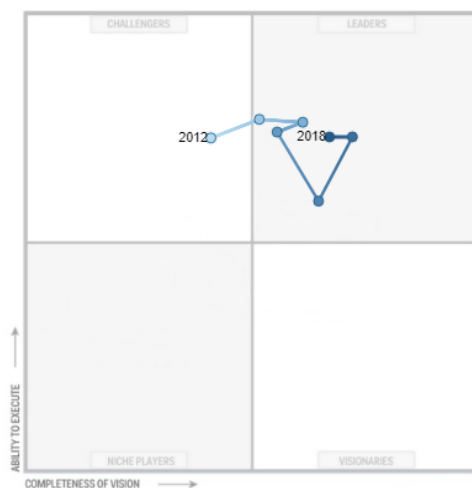 CHALLENGERS
LEADERS
2012
2018
ABILITY TO EXECUTE
NICHE PLAYERS
VISIONARIES
COMPLETENESS OF VISION